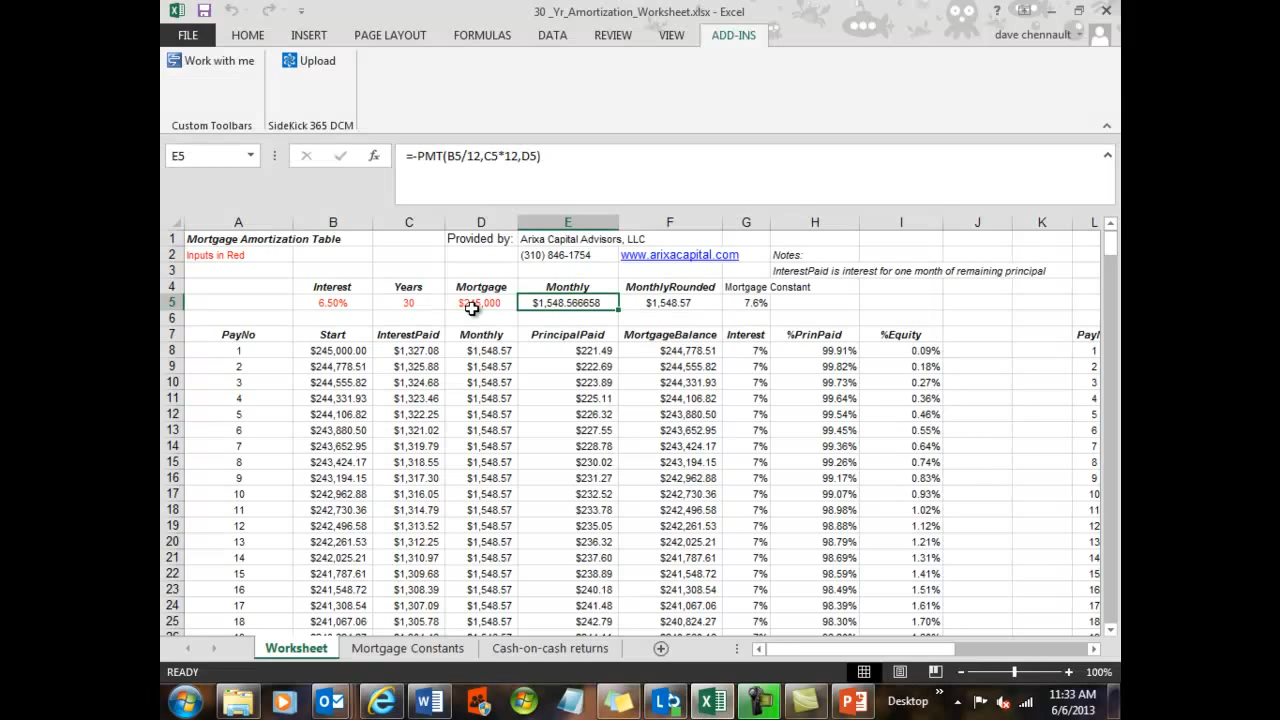 30 _Yr_Amortization_Worksheet.xlsx - Excel
FILE HOME INSERT PAGE LAYOUT FORMULAS DATA REVIEW VIEW ADD-INS dave chennault
Work with me Upload
Custom Toolbars SideKick 365 DCM
E5 fx =-PMT(B5/12,C5*12,D5)
A B C D E F G H I J K L
1 Mortgage Amortization Table Provided by: Arixa Capital Advisors, LLC
2 Inputs in Red (310) 846-1754 www.arixacapital.com Notes:
3 InterestPaid is interest for one month of remaining principal
4 Interest Years Mortgage Monthly MonthlyRounded Mortgage Constant
5 6.50% 30 $1,548.566658 $1,548.57 7.6%
6
7 PayNo Start InterestPaid Monthly PrincipalPaid MortgageBalance Interest %PrinPaid %Equity
8 1 $245,000.00 $1,327.08 $1,548.57 $221.49 $244,778.51 7% 99.91% 0.09% 1
9 2 $244,778.51 $1,325.88 $1,548.57 $222.69 $244,555.82 7% 99.82% 0.18% 2
10 3 $244,555.82 $1,324.68 $1,548.57 $223.89 $244,331.93 7% 99.73% 0.27% 3
11 4 $244,331.93 $1,323.46 $1,548.57 $225.11 $244,106.82 7% 99.64% 0.36% 4
12 5 $244,106.82 $1,322.25 $1,548.57 $226.32 $243,880.50 7% 99.54% 0.46% 5
13 6 $243,880.50 $1,321.02 $1,548.57 $227.55 $243,652.95 7% 99.45% 0.55% 6
14 7 $243,652.95 $1,319.79 $1,548.57 $228.78 $243,424.17 7% 99.36% 0.64% 7
15 8 $243,424.17 $1,318.55 $1,548.57 $230.02 $243,194.15 7% 99.26% 0.74% 8
16 9 $243,194.15 $1,317.30 $1,548.57 $231.27 $242,962.88 7% 99.17% 0.83% 9
17 10 $242,962.88 $1,316.05 $1,548.57 $232.52 $242,730.36 7% 99.07% 0.93% 10
18 11 $242,730.36 $1,314.79 $1,548.57 $233.78 $242,496.58 7% 98.98% 1.02% 11
19 12 $242,496.58 $1,313.52 $1,548.57 $235.05 $242,261.53 7% 98.88% 1.12% 12
20 13 $242,261.53 $1,312.25 $1,548.57 $236.32 $242,025.21 7% 98.79% 1.21% 13
21 14 $242,025.21 $1,310.97 $1,548.57 $237.60 $241,787.61 7% 98.69% 1.31% 14
22 15 $241,787.61 $1,309.68 $1,548.57 $238.89 $241,548.72 7% 98.59% 1.41% 15
23 16 $241,548.72 $1,308.39 $1,548.57 $240.18 $241,308.54 7% 98.49% 1.51% 16
24 17 $241,308.54 $1,307.09 $1,548.57 $241.48 $241,067.06 7% 98.39% 1.61% 17
25 18 $241,067.06 $1,305.78 $1,548.57 $242.79 $240,824.27 7% 98.30% 1.70% 18
Worksheet Mortgage Constants Cash-on-cash returns
READY 100%
Desktop 11:33 AM
6/6/2013